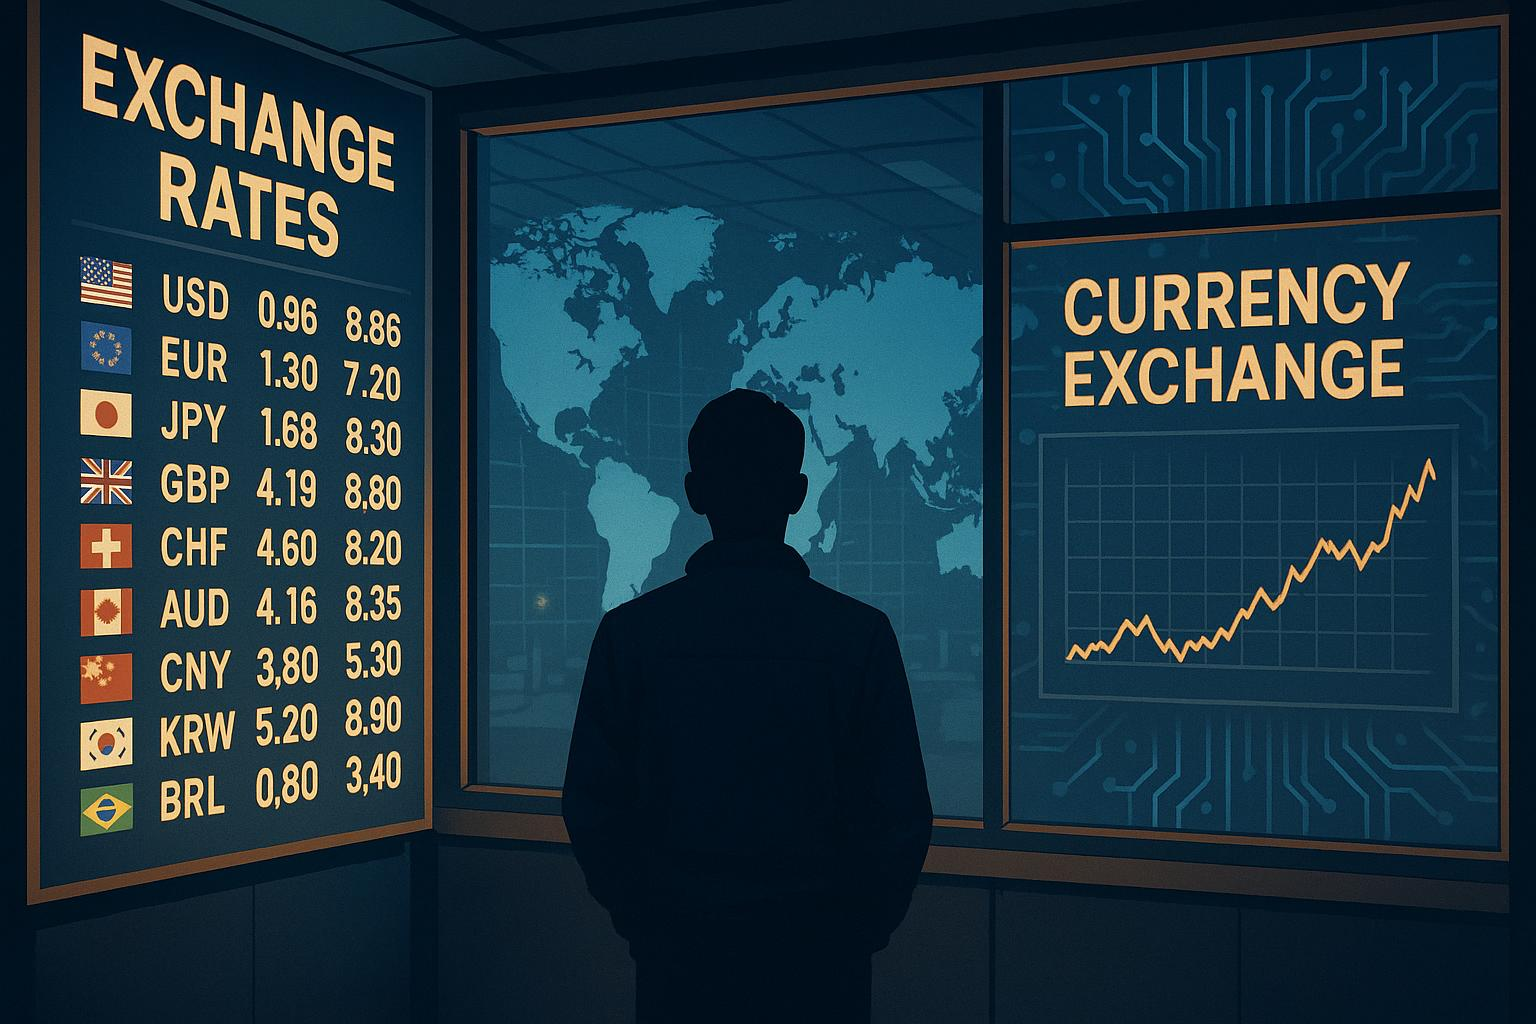 EXCHANGE
RATES
USD 0.96 8.86
EUR 1.30 7.20
JPY 1.68 8.30
GBP 4.19 8,80
CHF 4.60 8.20
AUD 4.16 8.35
CNY 3,80 5.30
KRW 5.20 8.90
BRL 0,80 3,40
CURRENCY
EXCHANGE